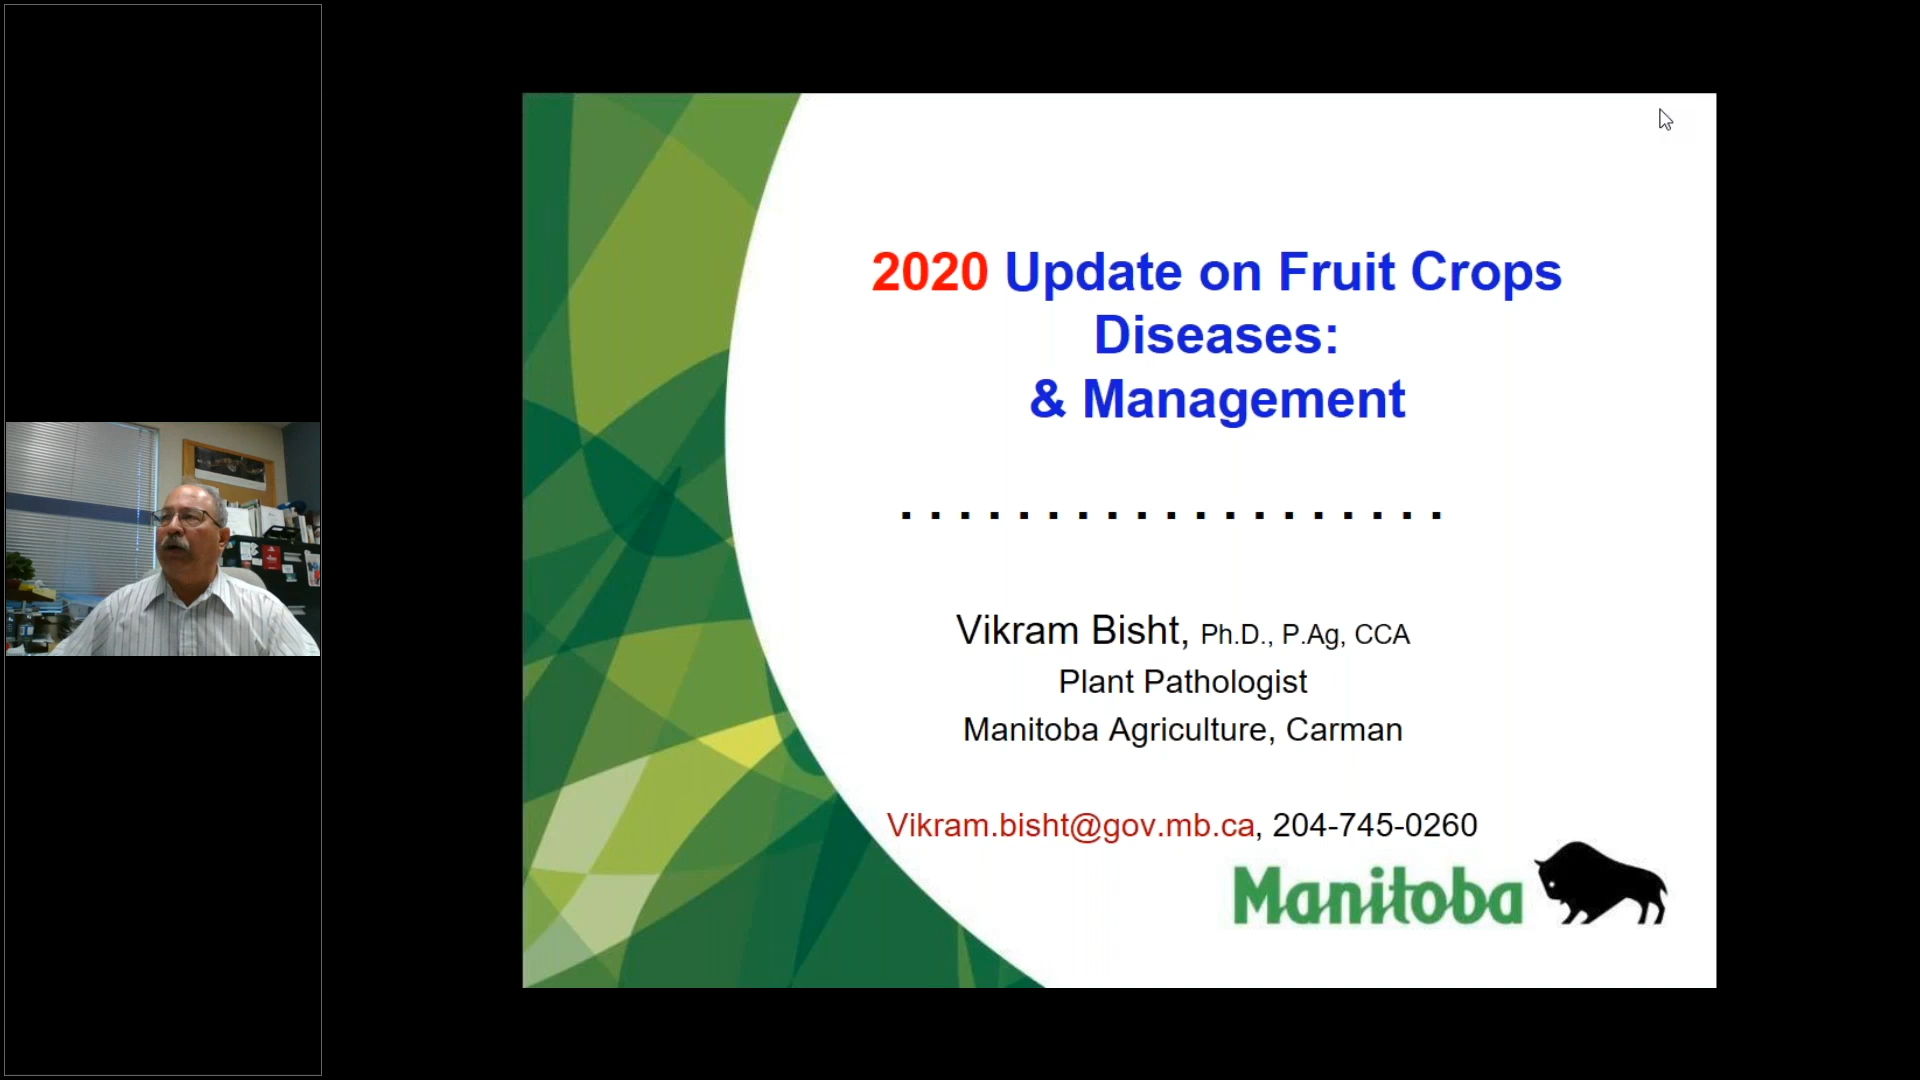 2020 Update on Fruit Crops
Diseases:
& Management
...................
Vikram Bisht, Ph.D., P.Ag, CCA
Plant Pathologist
Manitoba Agriculture, Carman
Vikram.bisht@gov.mb.ca, 204-745-0260
Manitoba